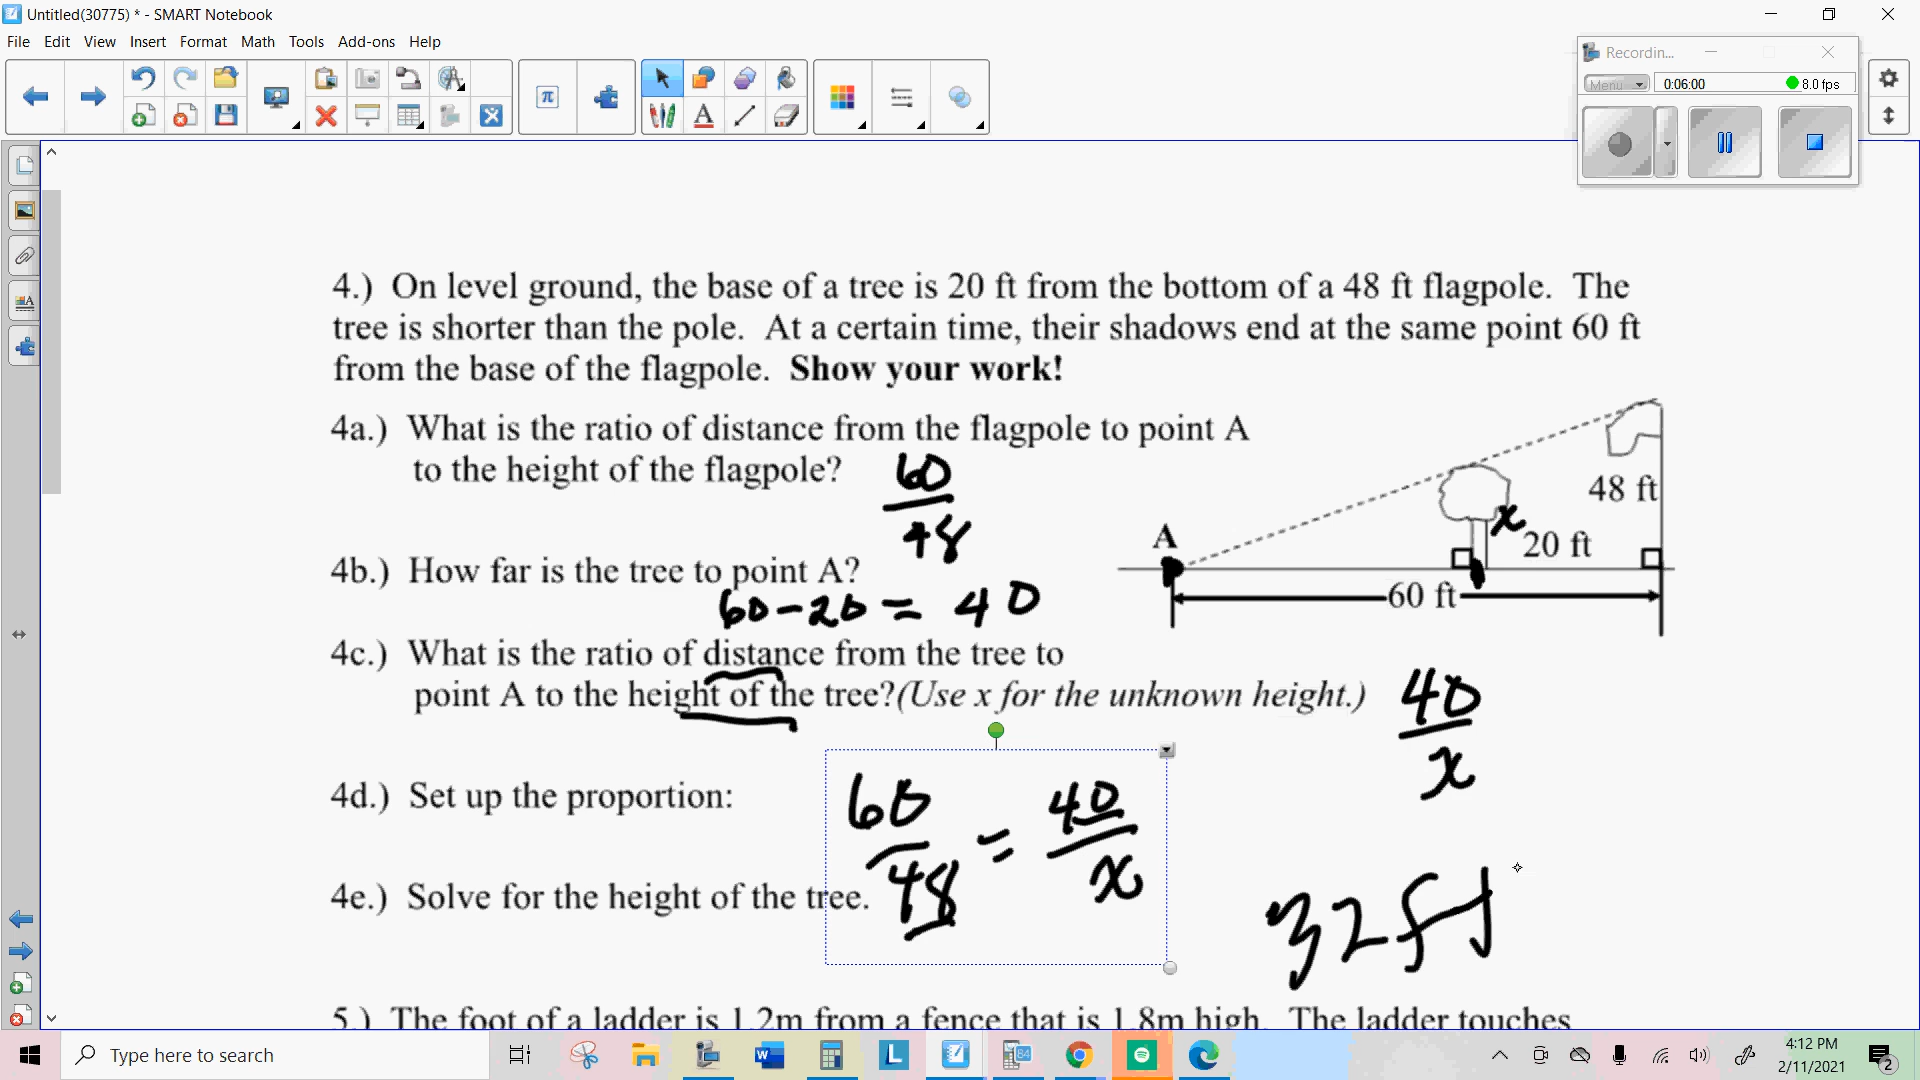 Untitled(30775) * - SMART Notebook
File Edit View Insert Format Math Tools Add-ons Help
Recordin...
Menu 0:06:00 8.0 fps
π
A
4.) On level ground, the base of a tree is 20 ft from the bottom of a 48 ft flagpole. The
tree is shorter than the pole. At a certain time, their shadows end at the same point 60 ft
from the base of the flagpole. Show your work!
4a.) What is the ratio of distance from the flagpole to point A
to the height of the flagpole?
60
48
48 ft
A
x
20 ft
60 ft
4b.) How far is the tree to point A?
60-20 = 40
4c.) What is the ratio of distance from the tree to
point A to the height of the tree?(Use x for the unknown height.)
40
x
4d.) Set up the proportion:
60 = 40
48 x
4e.) Solve for the height of the tree.
32ft
5.) The foot of a ladder is 1.2m from a fence that is 1.8m high. The ladder touches
Type here to search
W
L
84
4:12 PM
2/11/2021
2